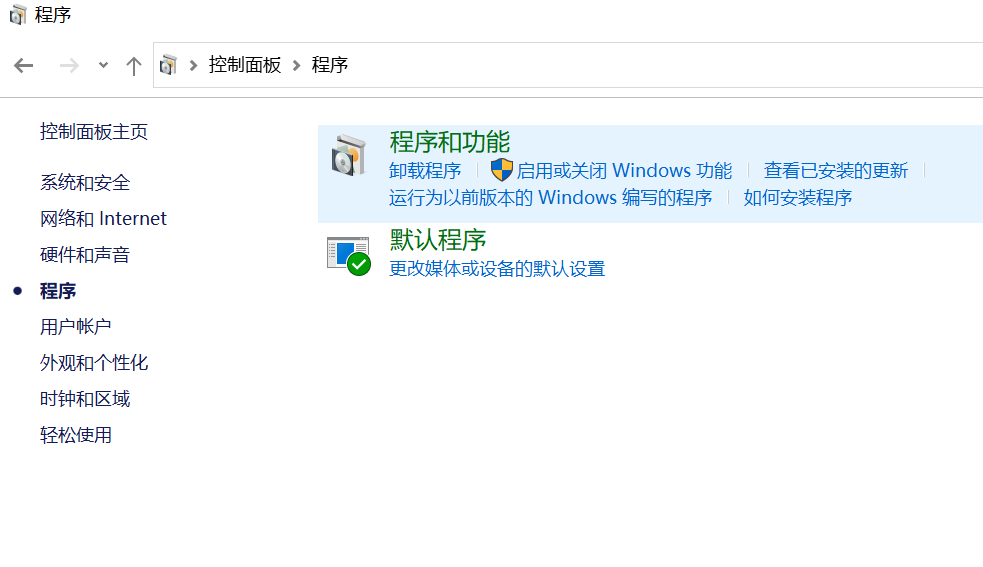 程序
控制面板 程序
控制面板主页
系统和安全
网络和 Internet
硬件和声音
程序
用户帐户
外观和个性化
时钟和区域
轻松使用
程序和功能
卸载程序 启用或关闭 Windows 功能 查看已安装的更新
运行为以前版本的 Windows 编写的程序 如何安装程序
默认程序
更改媒体或设备的默认设置